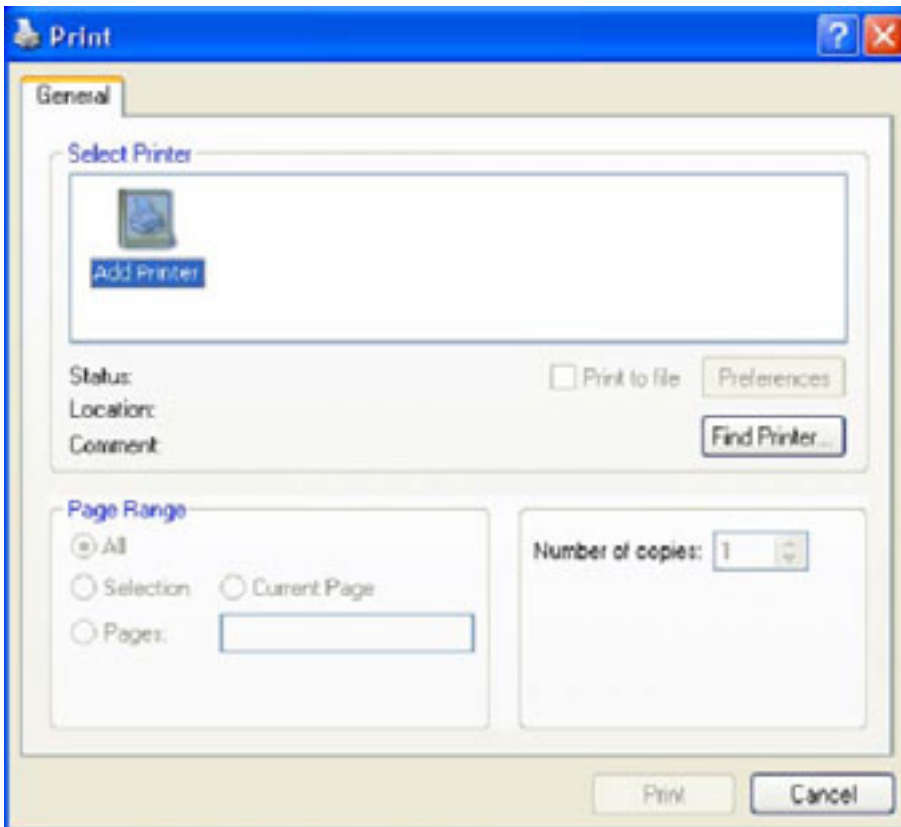 Print
General
Select Printer
Add Printer
Status:
Print to file
Preferences
Location:
Comment:
Find Printer...
Page Range
All
Number of copies: 1
Selection
Current Page
Pages:
Print
Cancel